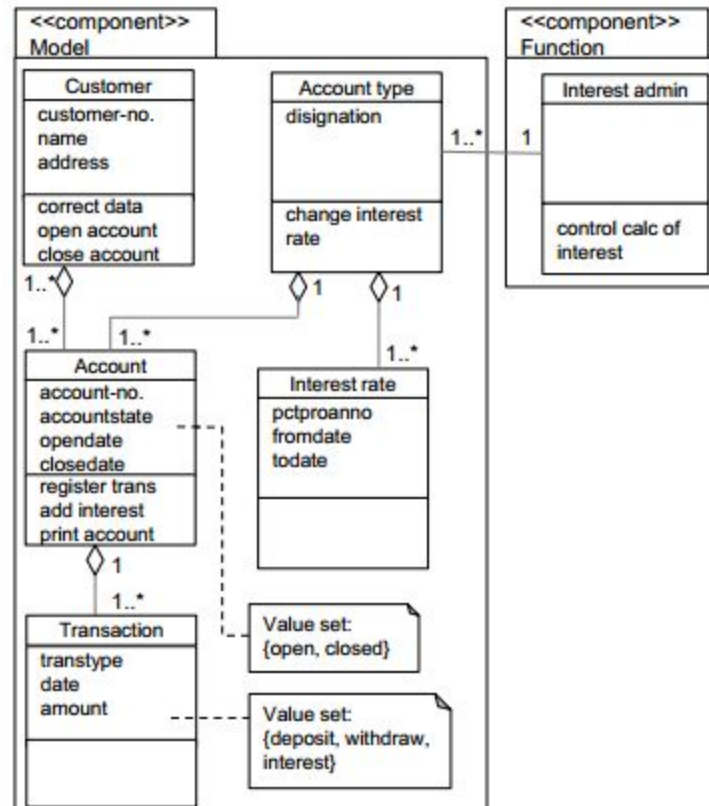 <<component>>
Model
Customer
customer-no.
name
address
correct data
open account
close account
1..*
1..*
Account type
disignation
change interest
rate
1
1
1..*
1
Account
account-no.
accountstate
opendate
closedate
register trans
add interest
print account
1
1..*
Interest rate
pctproanno
fromdate
todate
1..*
Transaction
transtype
date
amount
Value set:
{open, closed}
Value set:
{deposit, withdraw,
interest}
<<component>>
Function
Interest admin
control calc of
interest